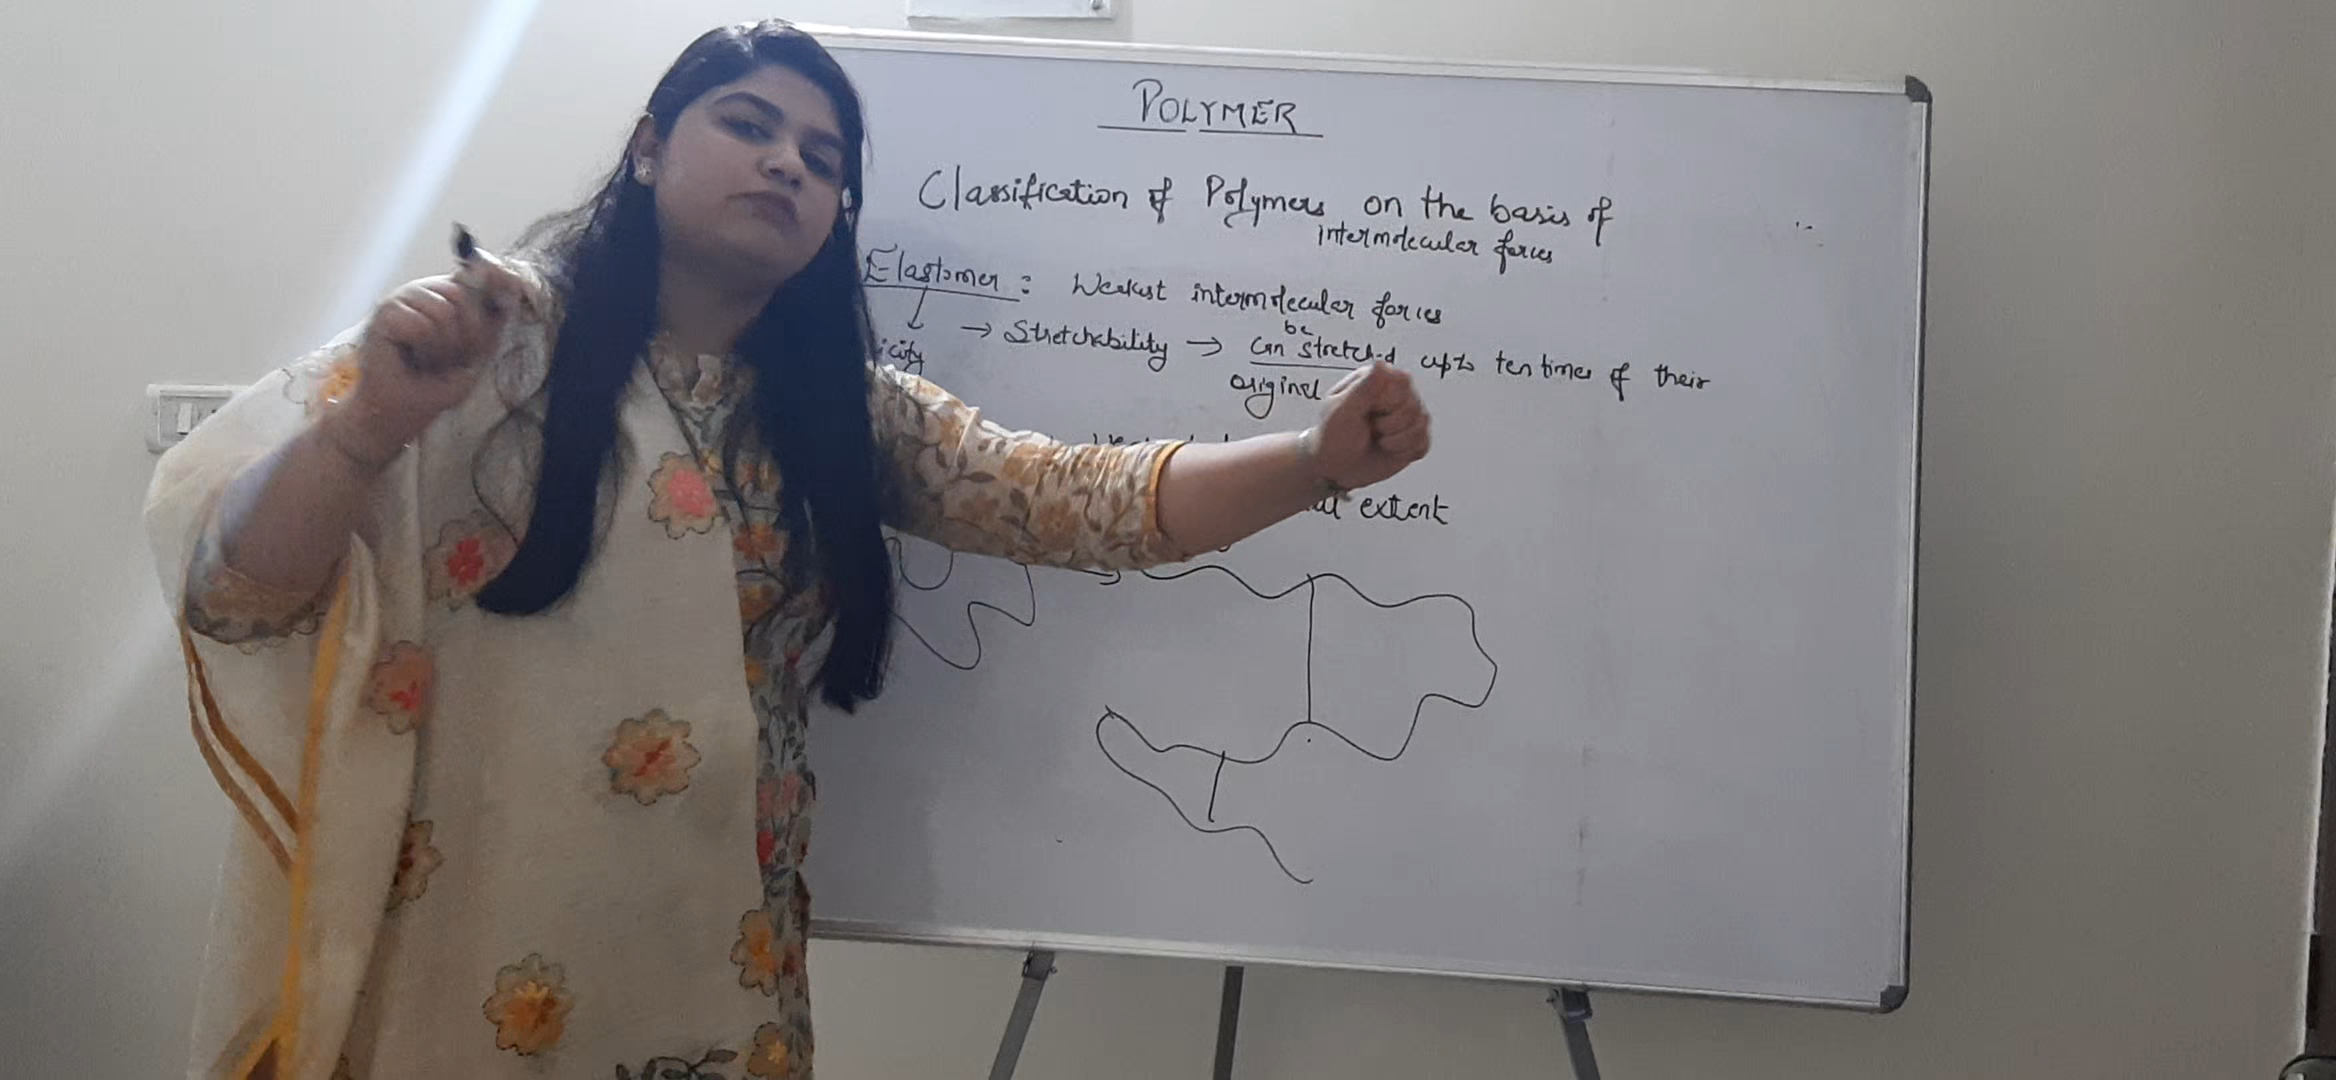 POLYMER
Classification of Polymers on the basis of
intermolecular forces
Elastomer : Weakest intermolecular forces
→ Stretchability → Can be stretched upto ten times of their
original
extent